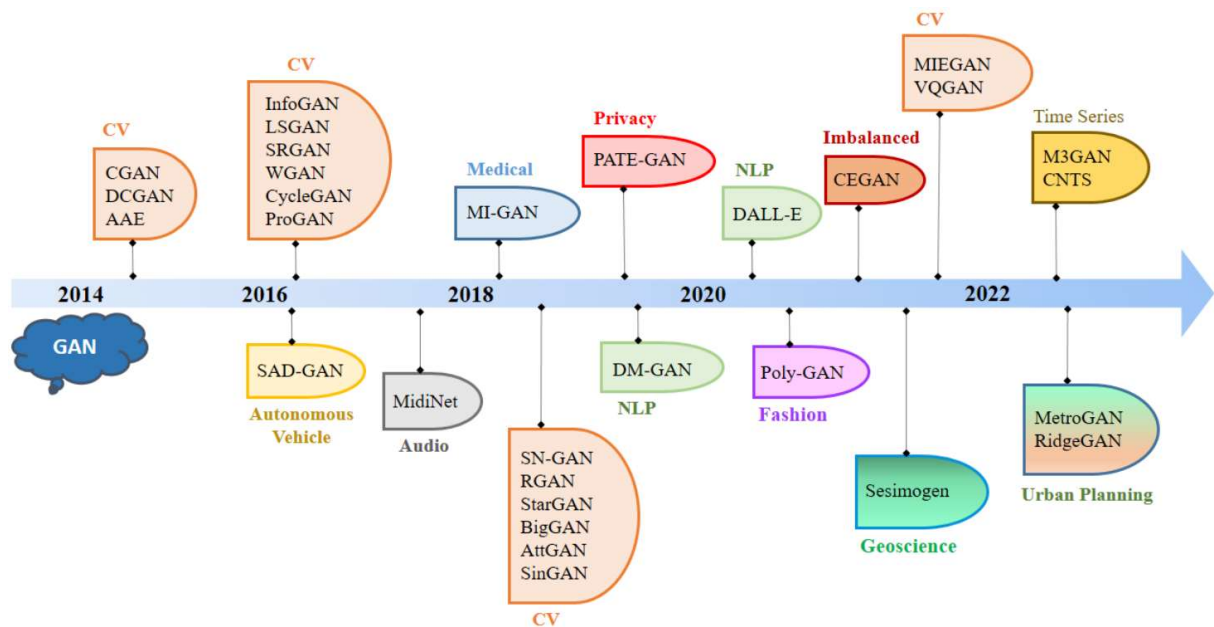 CV
MIEGAN
VQGAN
CV
InfoGAN
LSGAN
SRGAN
WGAN
CycleGAN
ProGAN
CV
CGAN
DCGAN
AAE
Medical
MI-GAN
Privacy
PATE-GAN
NLP
DALL-E
Imbalanced
CEGAN
Time Series
M3GAN
CNTS
2014
2016
2018
2020
2022
GAN
SAD-GAN
Autonomous
Vehicle
MidiNet
Audio
SN-GAN
RGAN
StarGAN
BigGAN
AttGAN
SinGAN
CV
DM-GAN
NLP
Poly-GAN
Fashion
Sesimogen
Geoscience
MetroGAN
RidgeGAN
Urban Planning